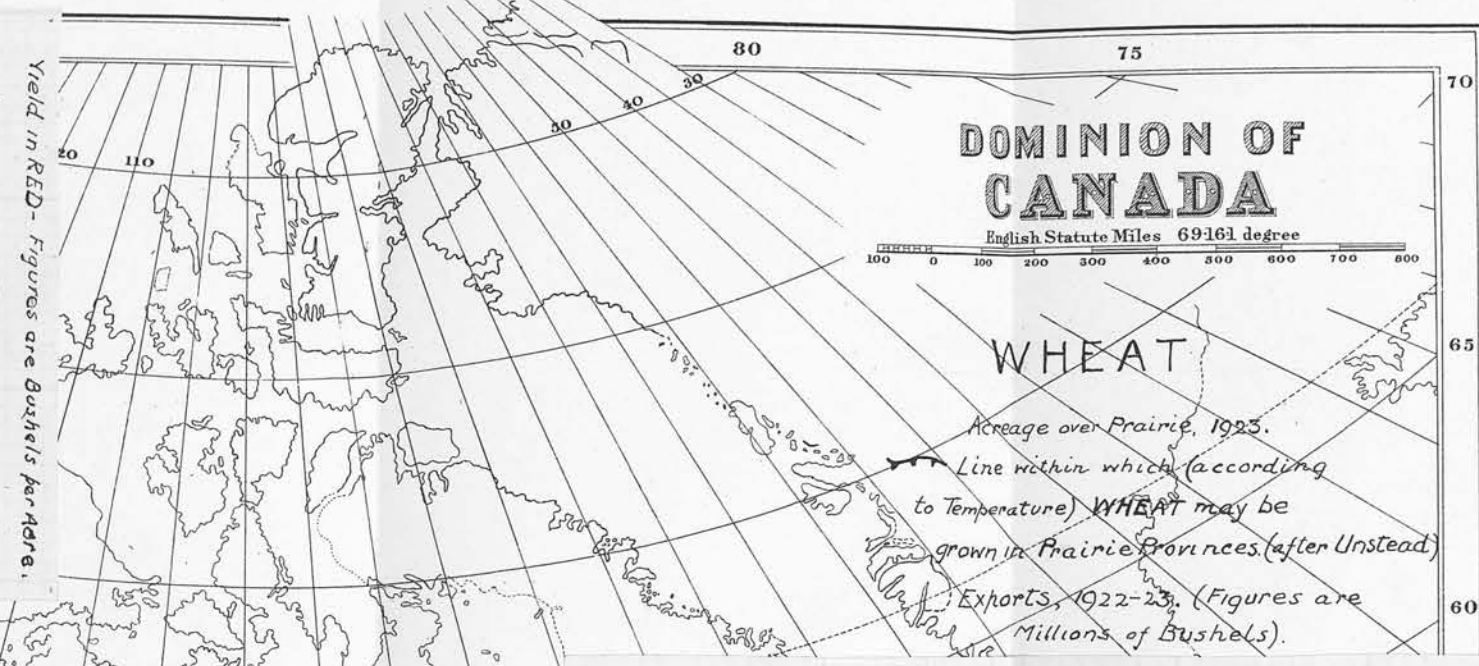 80
75
70
30
40
50
20
110
DOMINION OF
CANADA
English Statute Miles 69·161 degree
100 0 100 200 300 400 500 600 700 800
65
WHEAT
Acreage over Prairie, 1923.
Line within which (according
to Temperature) WHEAT may be
grown in Prairie Provinces. (after Unstead)
Exports, 1922-23. (Figures are
Millions of Bushels).
60
Yield in RED- Figures are Bushels per Acre.